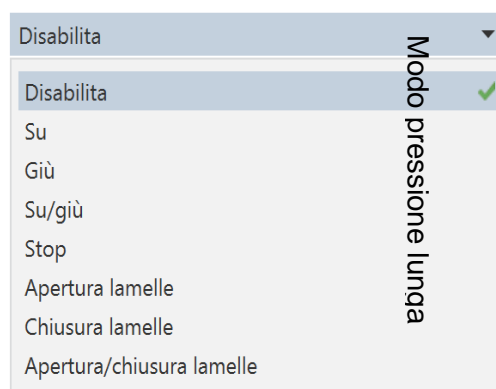 Disabilita
Disabilita
Su
Giù
Su/giù
Stop
Apertura lamelle
Chiusura lamelle
Apertura/chiusura lamelle
Modo pressione lunga